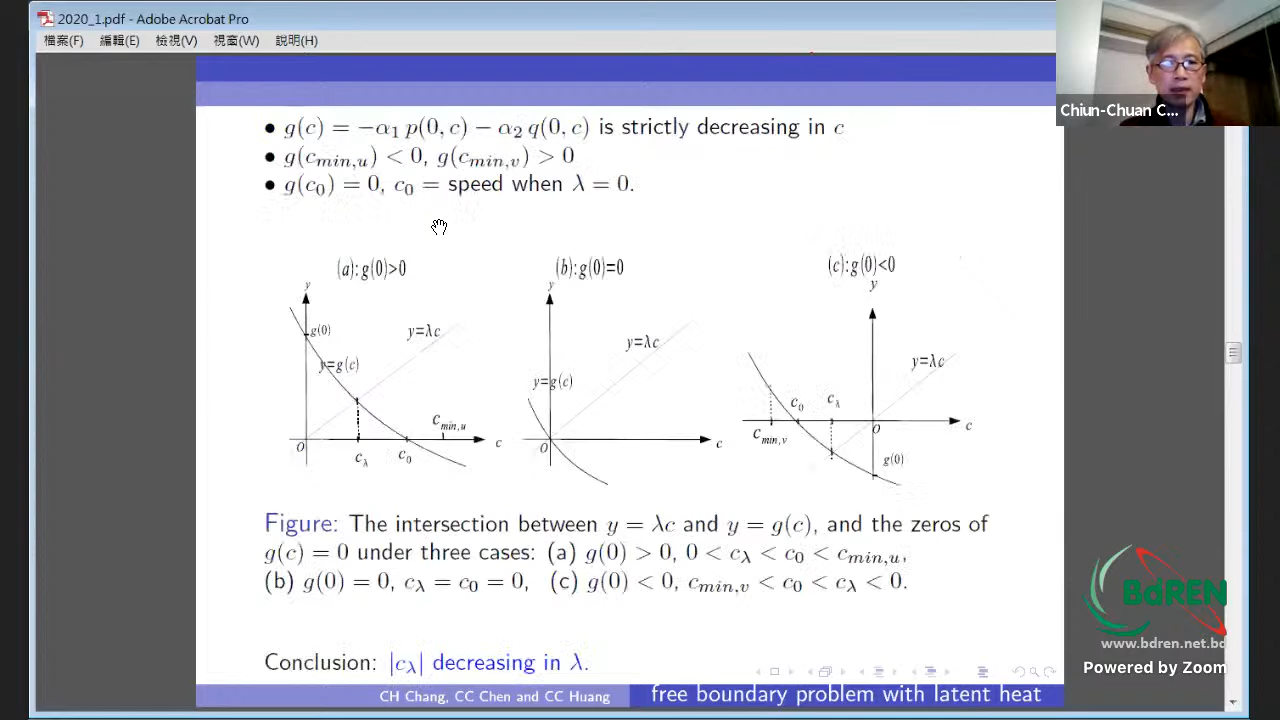 2020_1.pdf - Adobe Acrobat Pro
檔案(F) 編輯(E) 檢視(V) 視窗(W) 說明(H)
Chiun-Chuan C...
• g(c) = −α₁ p(0, c) − α₂ q(0, c) is strictly decreasing in c
• g(c_{min,u}) < 0, g(c_{min,v}) > 0
• g(c₀) = 0, c₀ = speed when λ = 0.
(a):g(0)>0
y
g(0)
y=λc
y=g(c)
c_{min,u}
O
c_λ
c₀
c
(b):g(0)=0
y
y=λc
y=g(c)
O
c
(c):g(0)<0
y
y=λc
c₀
c_λ
c_{min,v}
O
c
g(0)
Figure: The intersection between y = λc and y = g(c), and the zeros of
g(c) = 0 under three cases: (a) g(0) > 0, 0 < c_λ < c₀ < c_{min,u},
(b) g(0) = 0, c_λ = c₀ = 0, (c) g(0) < 0, c_{min,v} < c₀ < c_λ < 0.
Conclusion: |c_λ| decreasing in λ.
CH Chang, CC Chen and CC Huang
free boundary problem with latent heat
BdREN
www.bdren.net.bd
Powered by Zoom